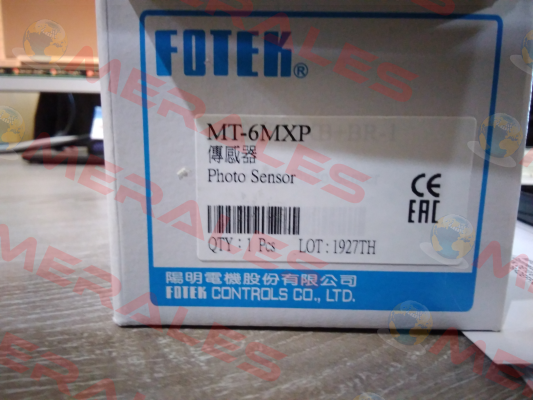 FOTEK®
MT-6MXP
傳感器
Photo Sensor
CE
EAC
QTY：1 Pcs LOT：1927TH
陽明電機股份有限公司
FOTEK CONTROLS CO., LTD.
MERALES